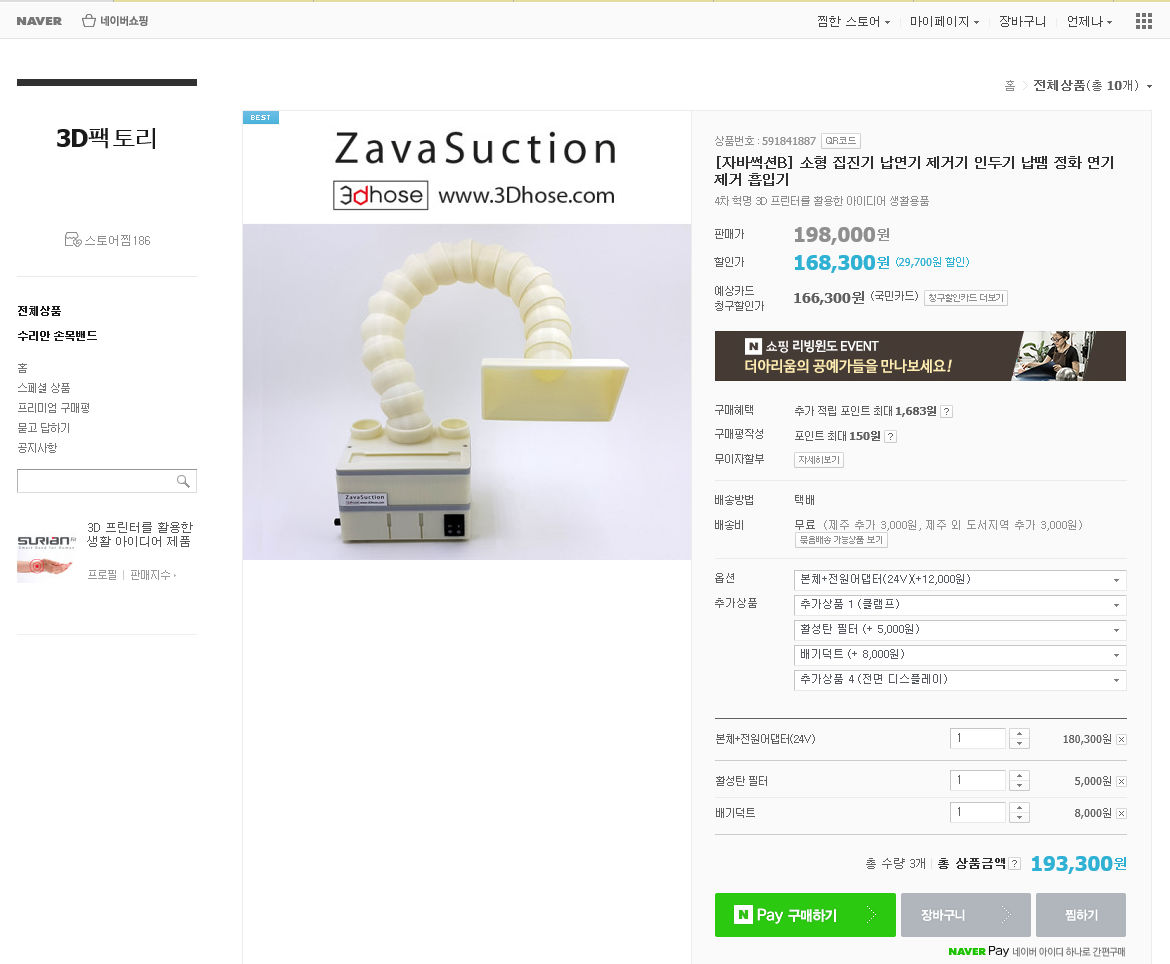 NAVER 네이버쇼핑 찜한 스토어 마이페이지 장바구니 언제나
홈 전체상품(총 10개)
3D팩토리
스토어찜 186
전체상품
수리안 손목밴드
홈
스페셜 상품
프리미엄 구매평
묻고 답하기
공지사항
SURIAN
3D 프린터를 활용한
생활 아이디어 제품
프로필 | 판매지수
BEST
ZavaSuction
3dhose www.3Dhose.com
ZavaSuction
3dhose www.3Dhose.com
상품번호 : 591841887 QR코드
[자바썩션B] 소형 집진기 납연기 제거기 인두기 납땜 정화 연기
제거 흡입기
4차 혁명 3D 프린터를 활용한 아이디어 생활용품
판매가 198,000원
할인가 168,300원 (29,700원 할인)
예상카드
청구할인가 166,300원 (국민카드) 청구할인카드 더보기
N 쇼핑 리빙윈도 EVENT
더아리움의 공예가들을 만나보세요!
구매혜택 추가 적립 포인트 최대 1,683원 ?
구매평작성 포인트 최대 150원 ?
무이자할부 자세히보기
배송방법 택배
배송비 무료 (제주 추가 3,000원, 제주 외 도서지역 추가 3,000원)
묶음배송 가능상품 보기
옵션 본체+전원어댑터(24V)(+12,000원)
추가상품 추가상품 1 (클램프)
활성탄 필터 (+ 5,000원)
배기덕트 (+ 8,000원)
추가상품 4 (전면 디스플레이)
본체+전원어댑터(24V) 1 180,300원
활성탄 필터 1 5,000원
배기덕트 1 8,000원
총 수량 3개 | 총 상품금액 ? 193,300원
N Pay 구매하기 장바구니 찜하기
NAVER Pay 네이버 아이디 하나로 간편구매